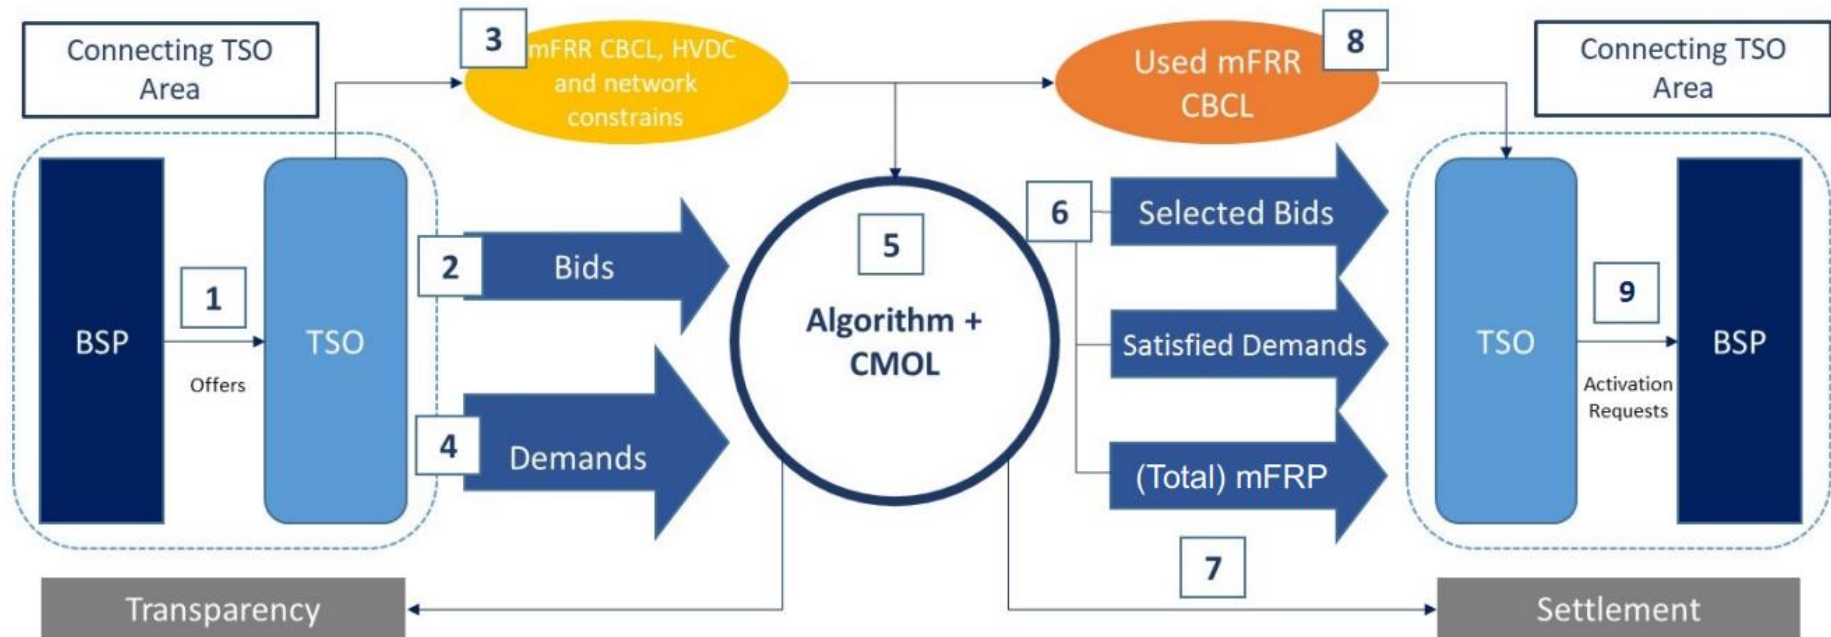 Connecting TSO
Area
3
mFRR CBCL, HVDC
and network
constrains
Used mFRR
CBCL
8
Connecting TSO
Area
BSP
1
Offers
TSO
2
Bids
4
Demands
5
Algorithm +
CMOL
6
Selected Bids
Satisfied Demands
(Total) mFRP
TSO
9
Activation
Requests
BSP
7
Transparency
Settlement